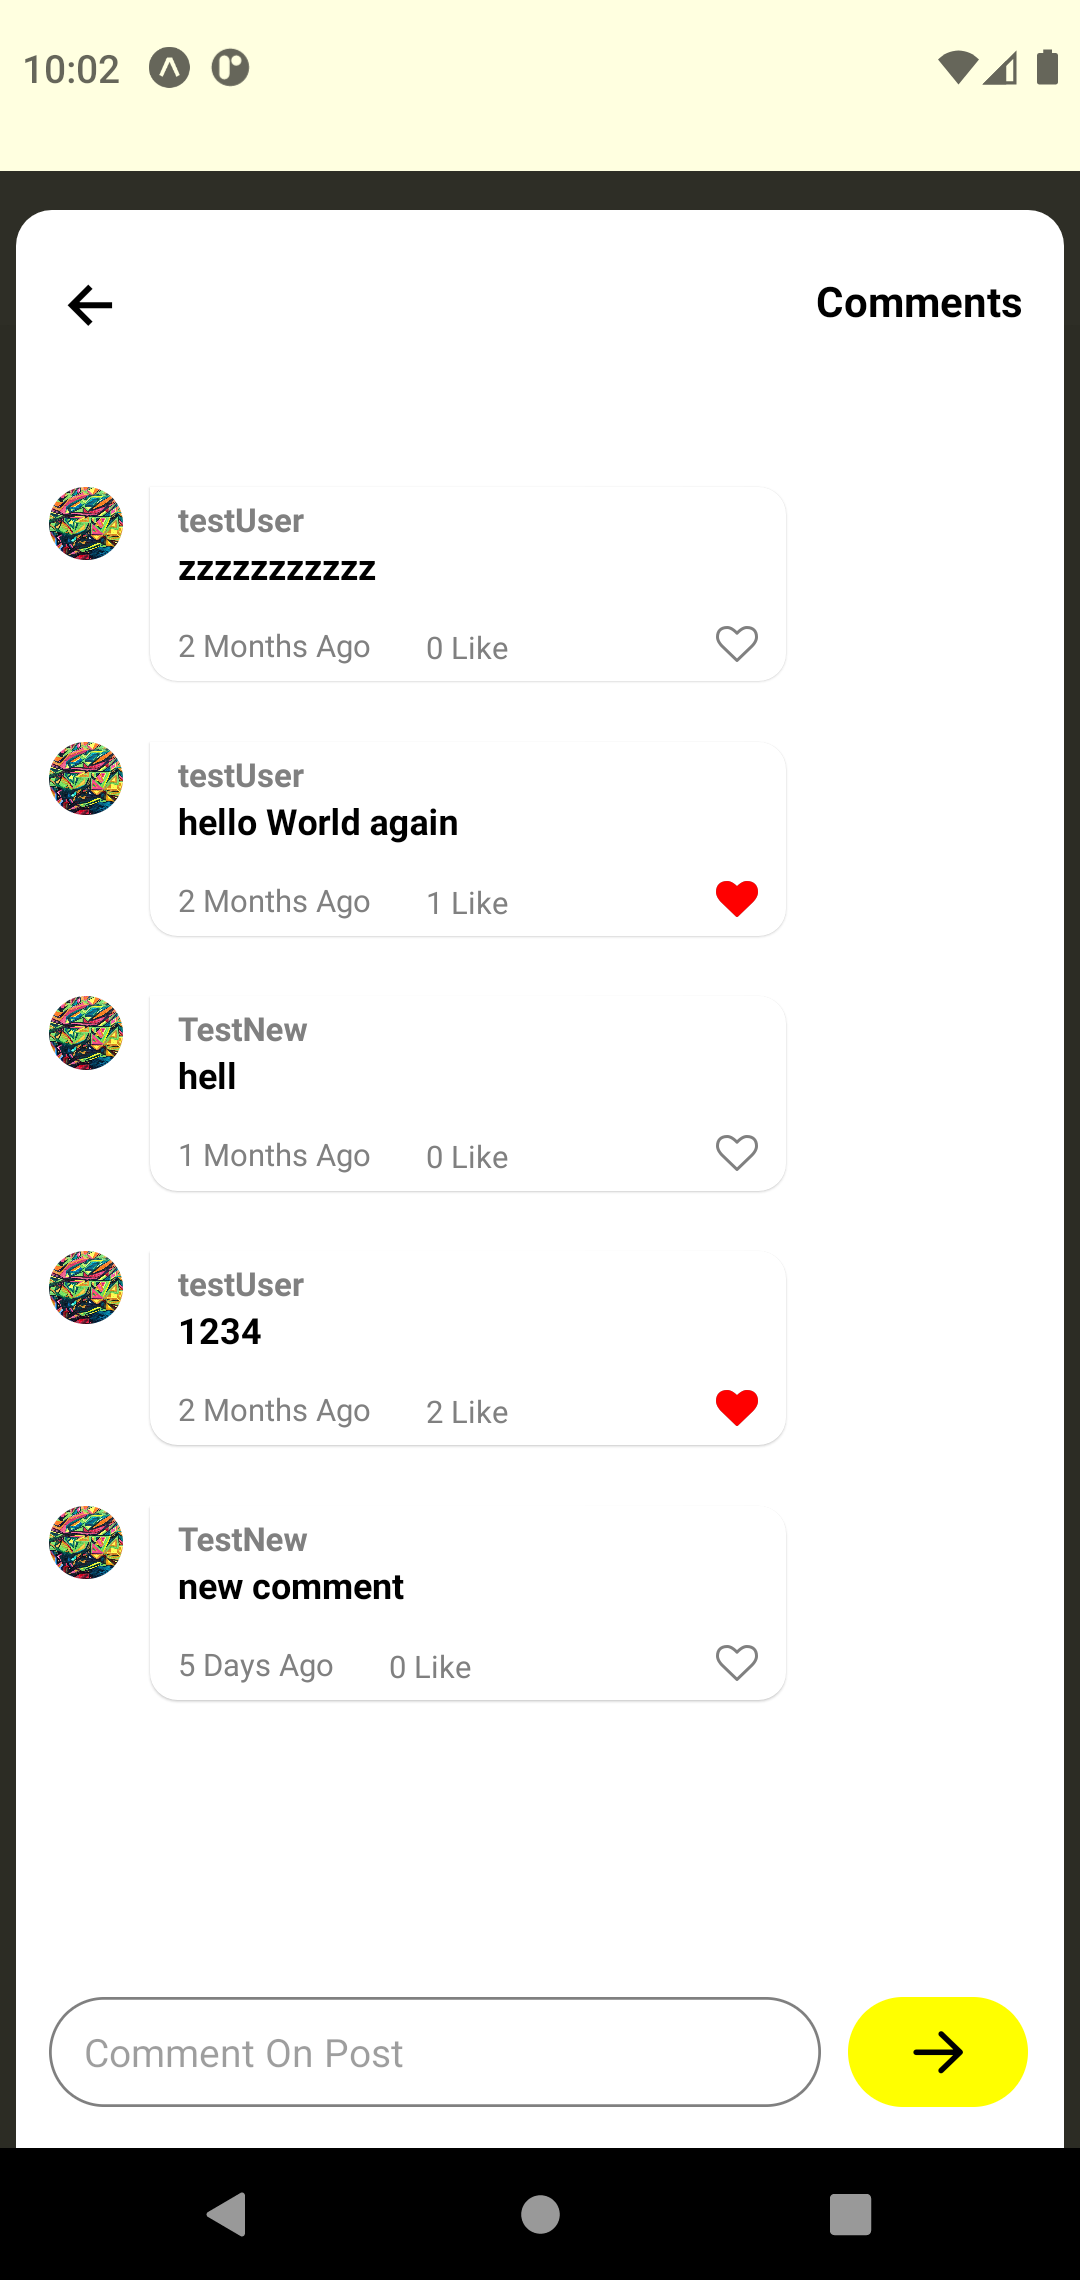 10:02
Comments
testUser
zzzzzzzzzzz
2 Months Ago 0 Like
testUser
hello World again
2 Months Ago 1 Like
TestNew
hell
1 Months Ago 0 Like
testUser
1234
2 Months Ago 2 Like
TestNew
new comment
5 Days Ago 0 Like
Comment On Post